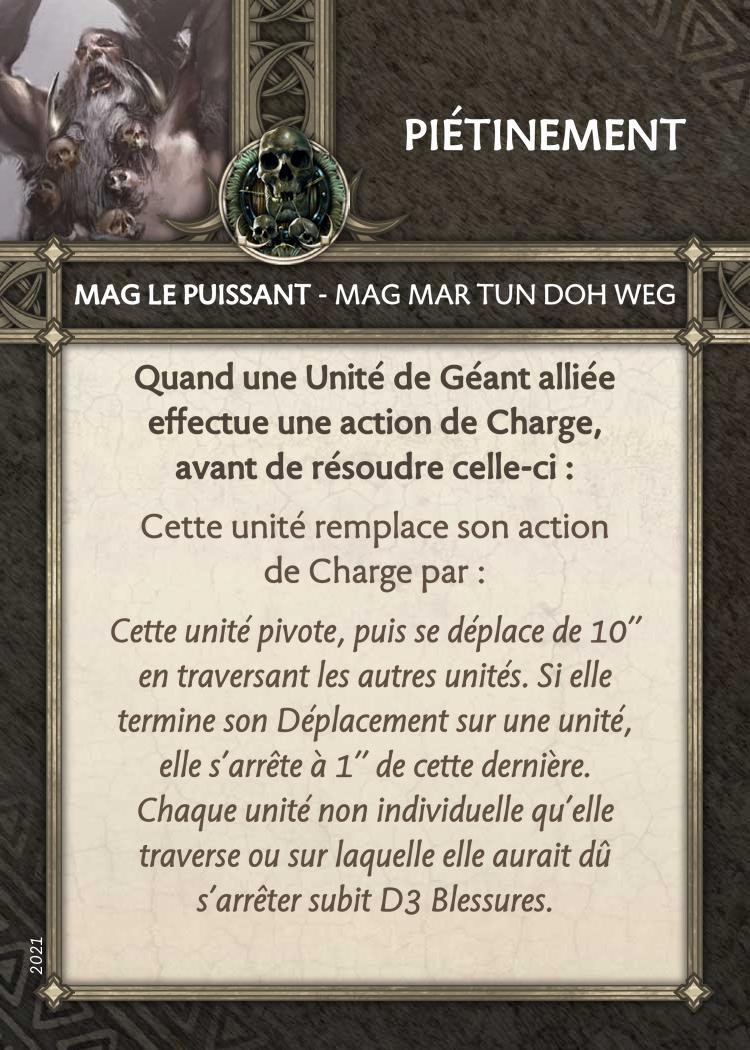 PIÉTINEMENT
MAG LE PUISSANT - MAG MAR TUN DOH WEG
Quand une Unité de Géant alliée
effectue une action de Charge,
avant de résoudre celle-ci :
Cette unité remplace son action
de Charge par :
Cette unité pivote, puis se déplace de 10″
en traversant les autres unités. Si elle
termine son Déplacement sur une unité,
elle s′arrête à 1″ de cette dernière.
Chaque unité non individuelle qu′elle
traverse ou sur laquelle elle aurait dû
s′arrêter subit D3 Blessures.
2021